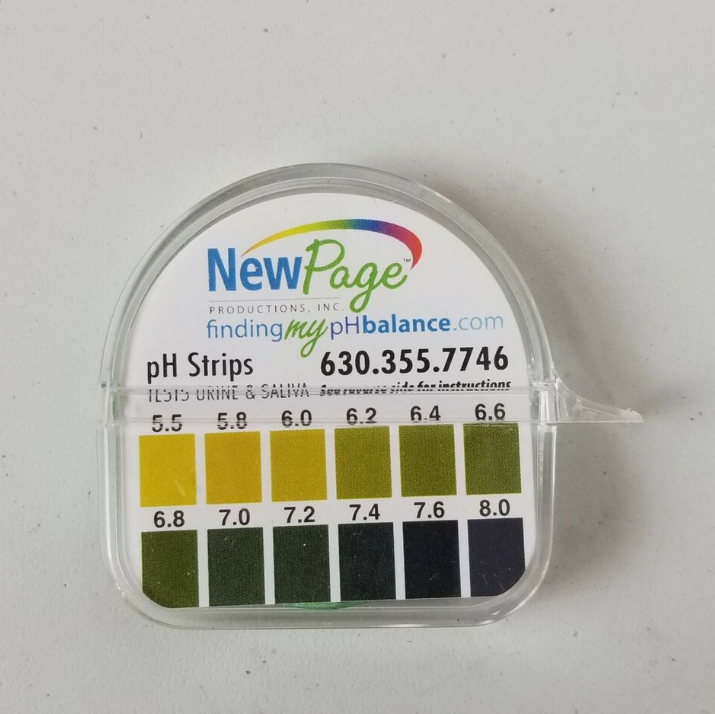 NewPage™
PRODUCTIONS, INC.
findingmypHbalance.com
pH Strips 630.355.7746
TESTS URINE & SALIVA See reverse side for instructions
5.5 5.8 6.0 6.2 6.4 6.6
6.8 7.0 7.2 7.4 7.6 8.0